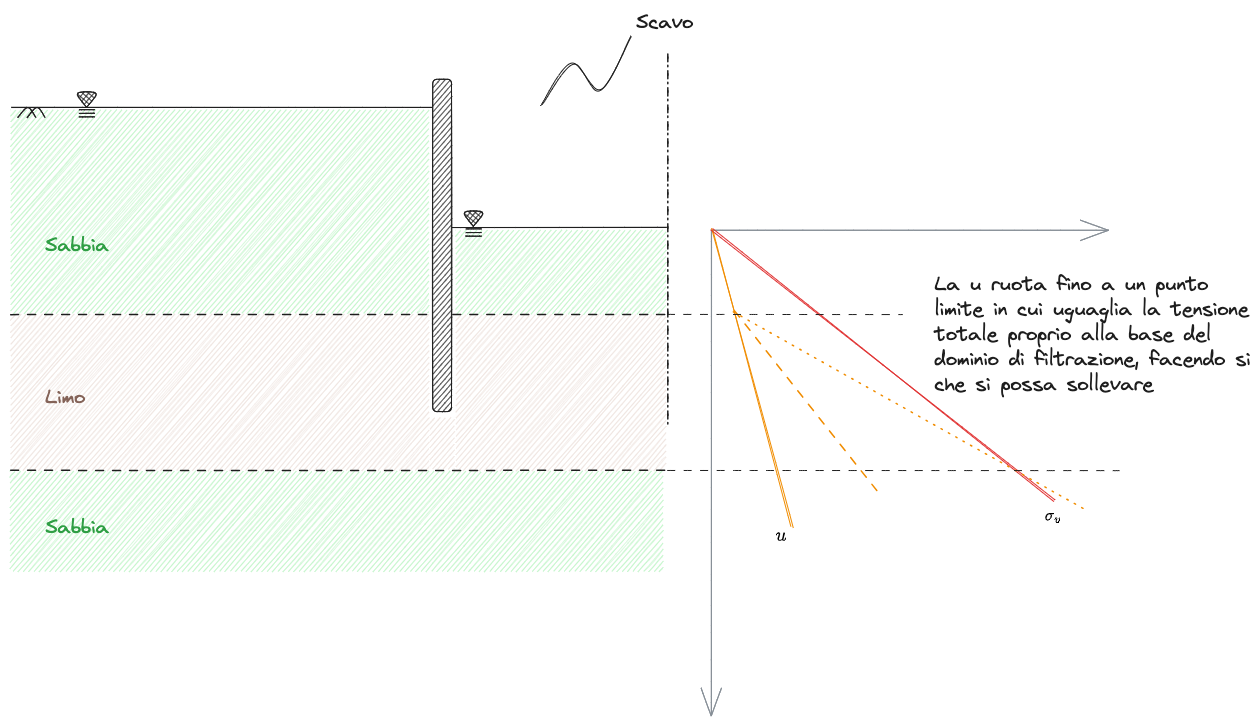 Scavo
Sabbia
La u ruota fino a un punto
limite in cui uguaglia la tensione
totale proprio alla base del
dominio di filtrazione, facendo si
che si possa sollevare
Limo
Sabbia
σᵥ
u